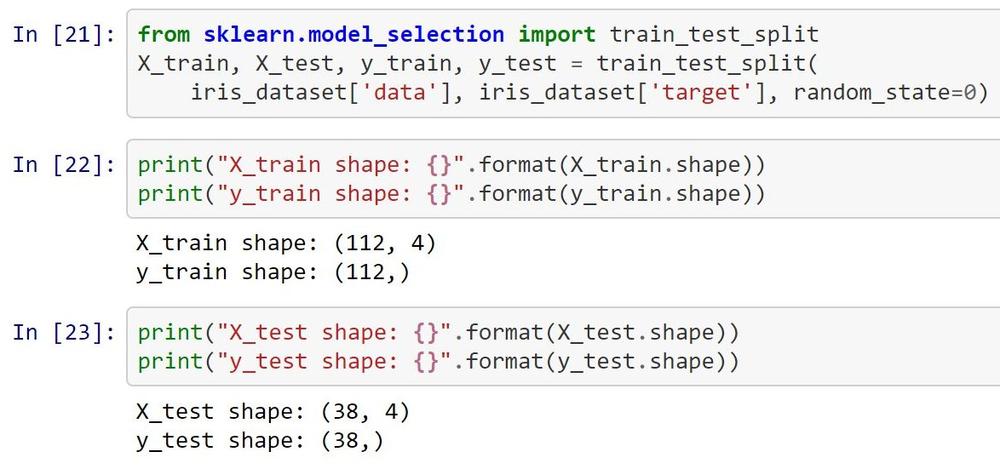 In [21]: from sklearn.model_selection import train_test_split
X_train, X_test, y_train, y_test = train_test_split(
    iris_dataset['data'], iris_dataset['target'], random_state=0)
In [22]: print("X_train shape: {}".format(X_train.shape))
print("y_train shape: {}".format(y_train.shape))
X_train shape: (112, 4)
y_train shape: (112,)
In [23]: print("X_test shape: {}".format(X_test.shape))
print("y_test shape: {}".format(y_test.shape))
X_test shape: (38, 4)
y_test shape: (38,)